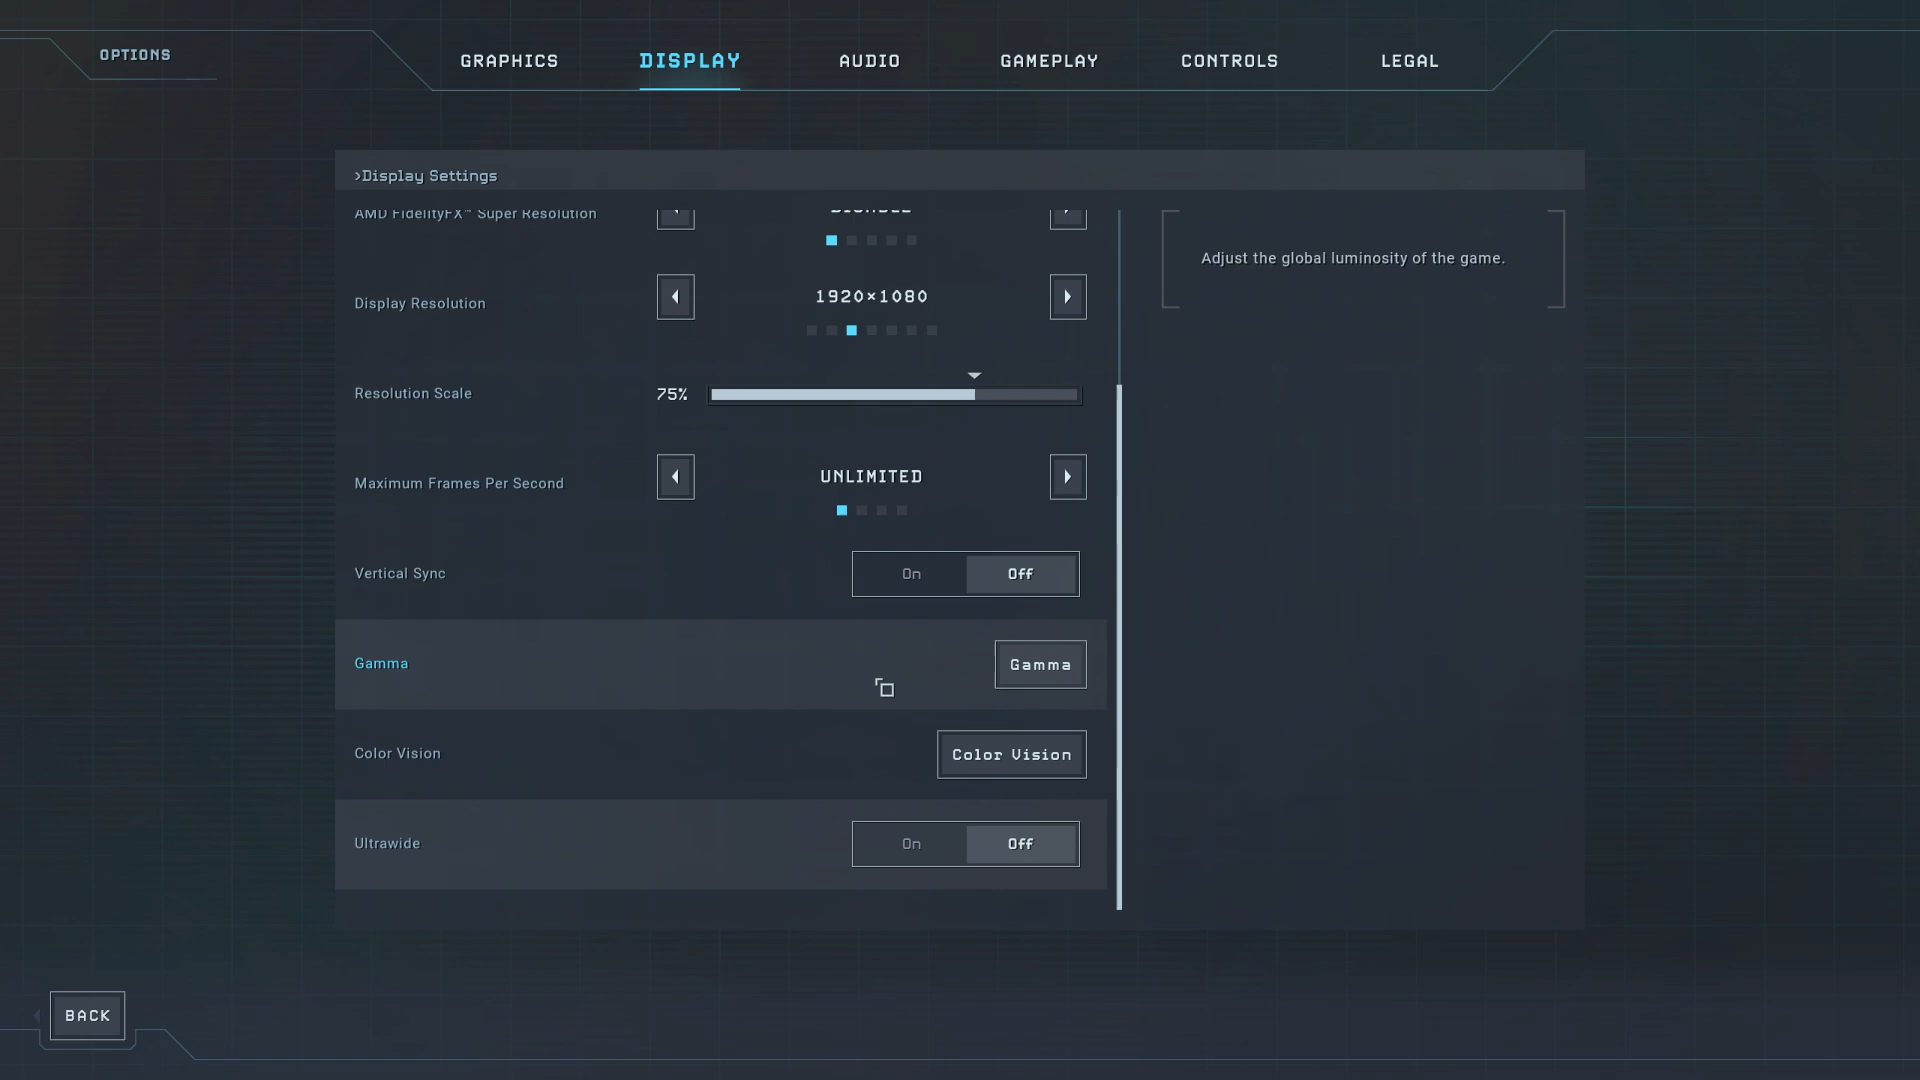 OPTIONS
GRAPHICS
DISPLAY
AUDIO
GAMEPLAY
CONTROLS
LEGAL
>Display Settings
AMD FidelityFX™ Super Resolution
DISABLE
Adjust the global luminosity of the game.
Display Resolution
1920×1080
Resolution Scale
75%
Maximum Frames Per Second
UNLIMITED
Vertical Sync
On
Off
Gamma
Gamma
Color Vision
Color Vision
Ultrawide
On
Off
BACK